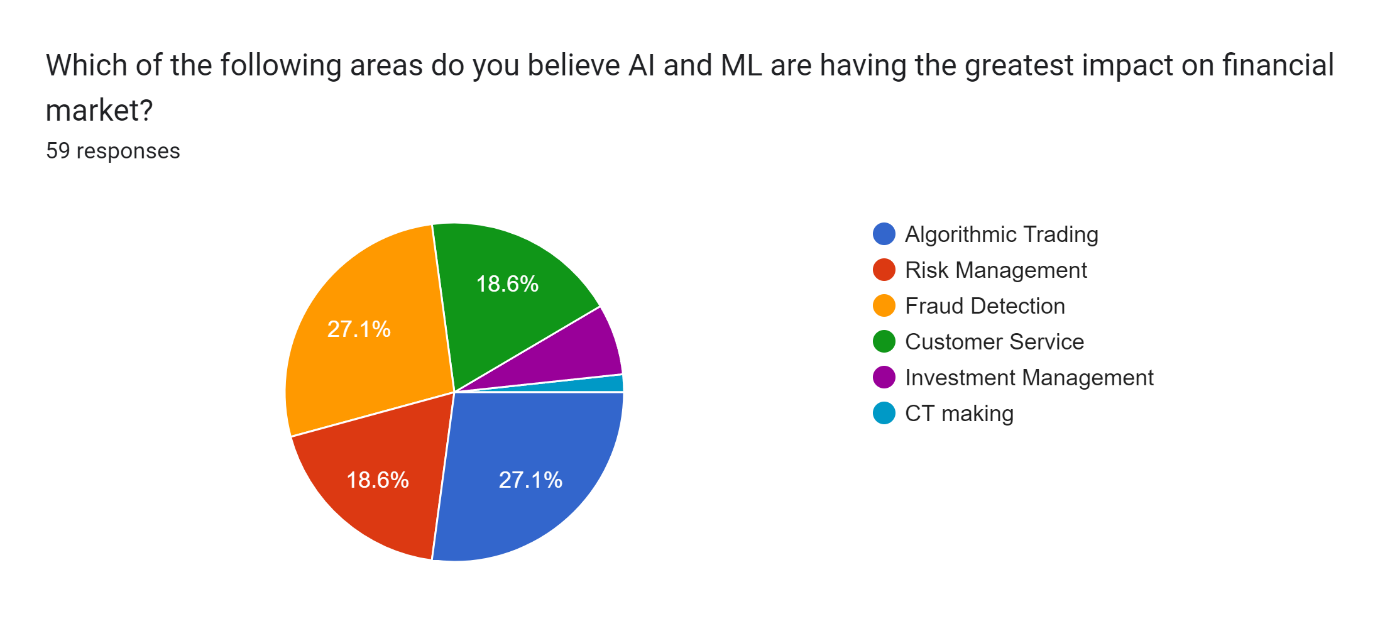 Which of the following areas do you believe AI and ML are having the greatest impact on financial
market?
59 responses
18.6%
27.1%
18.6%
27.1%
Algorithmic Trading
Risk Management
Fraud Detection
Customer Service
Investment Management
CT making